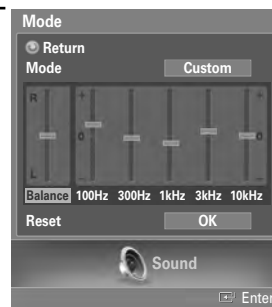 Mode
Return
Mode Custom
R + +
0 0
L - -
Balance 100Hz 300Hz 1kHz 3kHz 10kHz
Reset OK
Sound
Enter